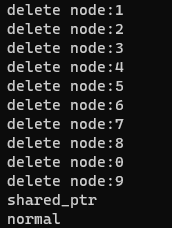 delete node:1
delete node:2
delete node:3
delete node:4
delete node:5
delete node:6
delete node:7
delete node:8
delete node:0
delete node:9
shared_ptr
normal